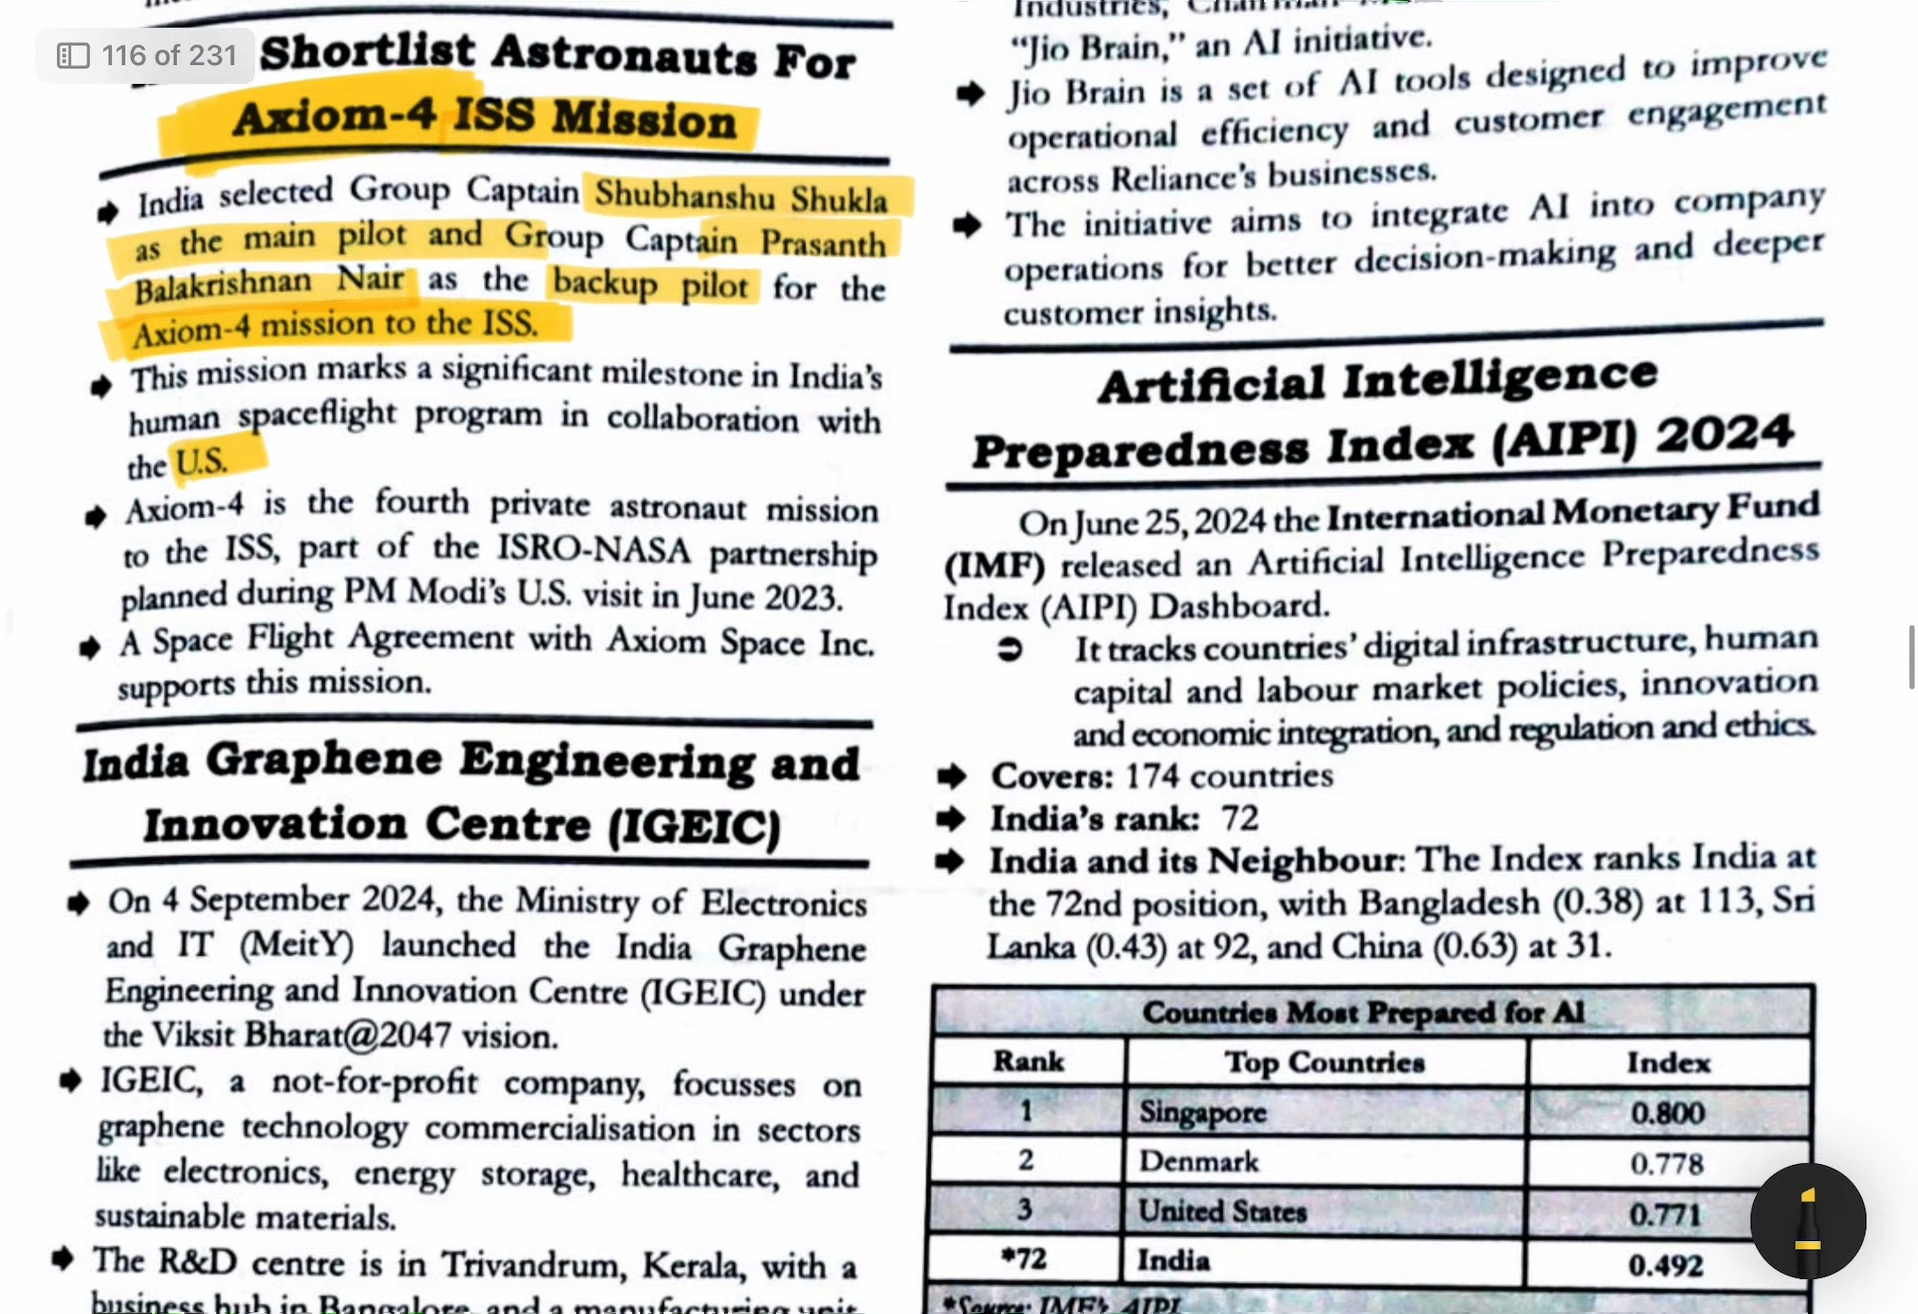 116 of 231
Shortlist Astronauts For
Axiom-4 ISS Mission
India selected Group Captain Shubhanshu Shukla
as the main pilot and Group Captain Prasanth
Balakrishnan Nair as the backup pilot for the
Axiom-4 mission to the ISS.
This mission marks a significant milestone in India's
human spaceflight program in collaboration with
the U.S.
Axiom-4 is the fourth private astronaut mission
to the ISS, part of the ISRO-NASA partnership
planned during PM Modi's U.S. visit in June 2023.
A Space Flight Agreement with Axiom Space Inc.
supports this mission.
India Graphene Engineering and
Innovation Centre (IGEIC)
On 4 September 2024, the Ministry of Electronics
and IT (MeitY) launched the India Graphene
Engineering and Innovation Centre (IGEIC) under
the Viksit Bharat@2047 vision.
IGEIC, a not-for-profit company, focusses on
graphene technology commercialisation in sectors
like electronics, energy storage, healthcare, and
sustainable materials.
The R&D centre is in Trivandrum, Kerala, with a
business hub in Bangalore, and a manufacturing unit
Industries, Chairman
"Jio Brain," an AI initiative.
Jio Brain is a set of AI tools designed to improve
operational efficiency and customer engagement
across Reliance's businesses.
The initiative aims to integrate AI into company
operations for better decision-making and deeper
customer insights.
Artificial Intelligence
Preparedness Index (AIPI) 2024
On June 25, 2024 the International Monetary Fund
(IMF) released an Artificial Intelligence Preparedness
Index (AIPI) Dashboard.
It tracks countries' digital infrastructure, human
capital and labour market policies, innovation
and economic integration, and regulation and ethics.
Covers: 174 countries
India's rank: 72
India and its Neighbour: The Index ranks India at
the 72nd position, with Bangladesh (0.38) at 113, Sri
Lanka (0.43) at 92, and China (0.63) at 31.
Countries Most Prepared for AI
Rank Top Countries Index
1 Singapore 0.800
2 Denmark 0.778
3 United States 0.771
*72 India 0.492
*Source: IMF's AIPI